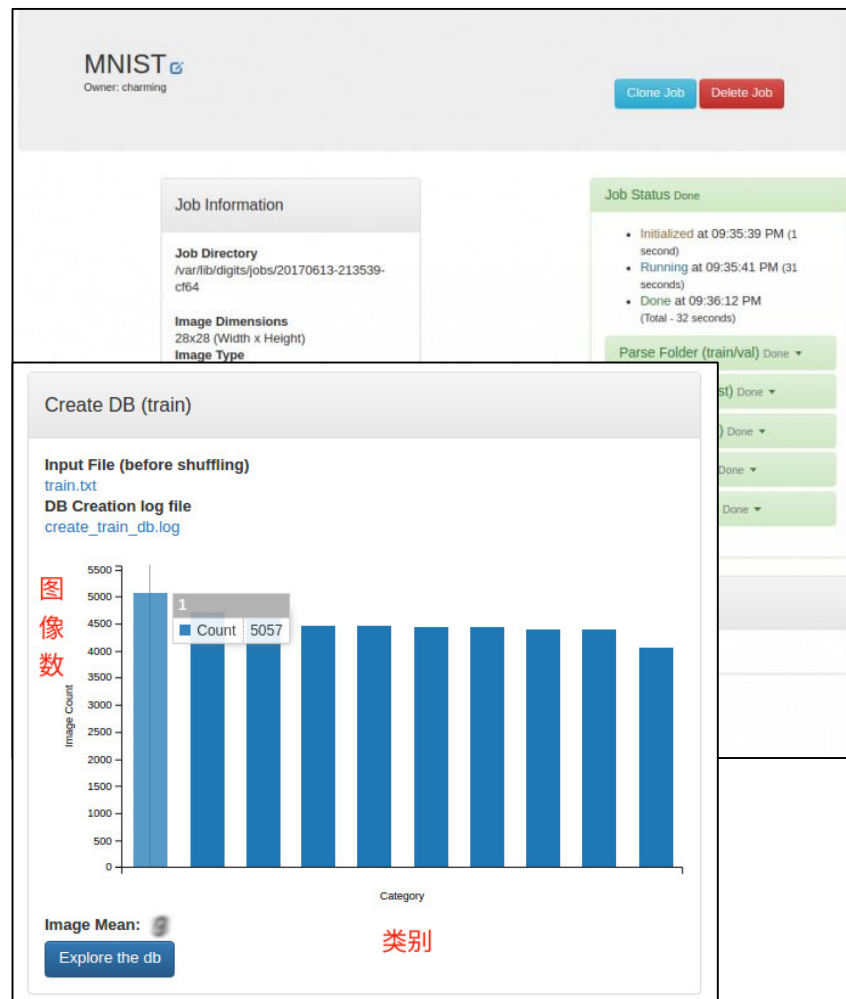 MNIST
Owner: charming
Clone Job
Delete Job
Job Information
Job Directory
/var/lib/digits/jobs/20170613-213539-
cf64
Image Dimensions
28x28 (Width x Height)
Image Type
Job Status Done
Initialized at 09:35:39 PM (1
second)
Running at 09:35:41 PM (31
seconds)
Done at 09:36:12 PM
(Total - 32 seconds)
Parse Folder (train/val) Done
st) Done
) Done
Done
Done
Create DB (train)
Input File (before shuffling)
train.txt
DB Creation log file
create_train_db.log
图
像
数
Image Count
5500
5000
4500
4000
3500
3000
2500
2000
1500
1000
500
0
1
Count 5057
Category
类别
Image Mean:
Explore the db